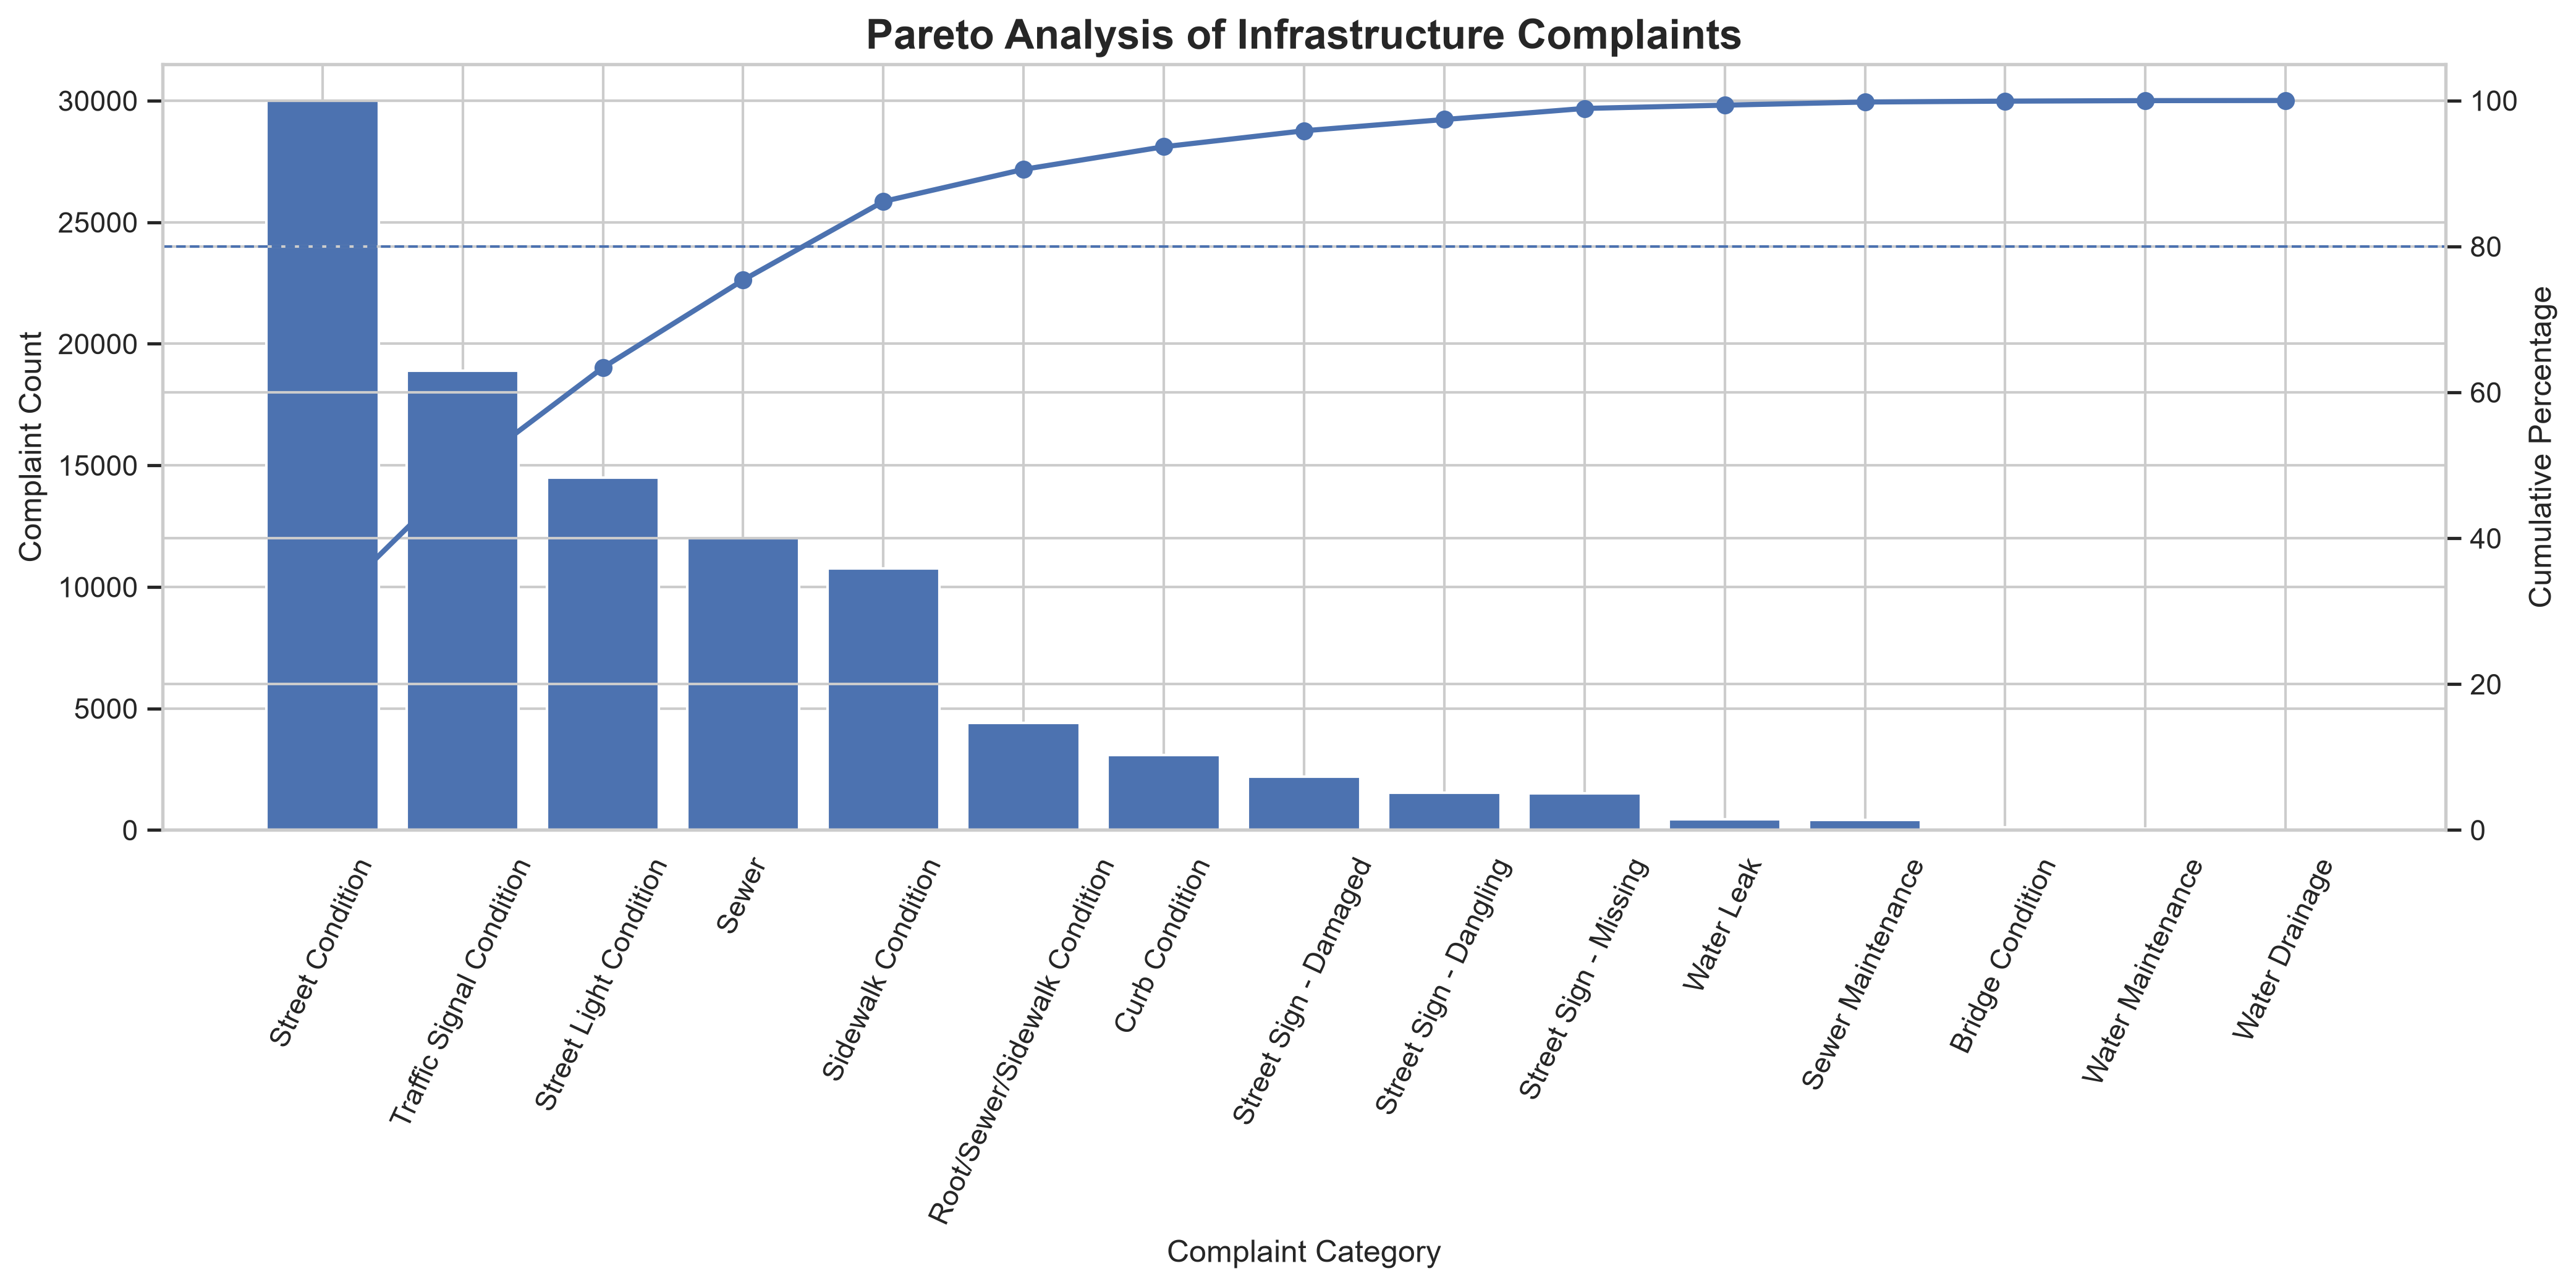 Pareto Analysis of Infrastructure Complaints
30000
25000
20000
15000
10000
5000
0
Complaint Count
100
80
60
40
20
0
Cumulative Percentage
Street Condition
Traffic Signal Condition
Street Light Condition
Sewer
Sidewalk Condition
Root/Sewer/Sidewalk Condition
Curb Condition
Street Sign - Damaged
Street Sign - Dangling
Street Sign - Missing
Water Leak
Sewer Maintenance
Bridge Condition
Water Maintenance
Water Drainage
Complaint Category